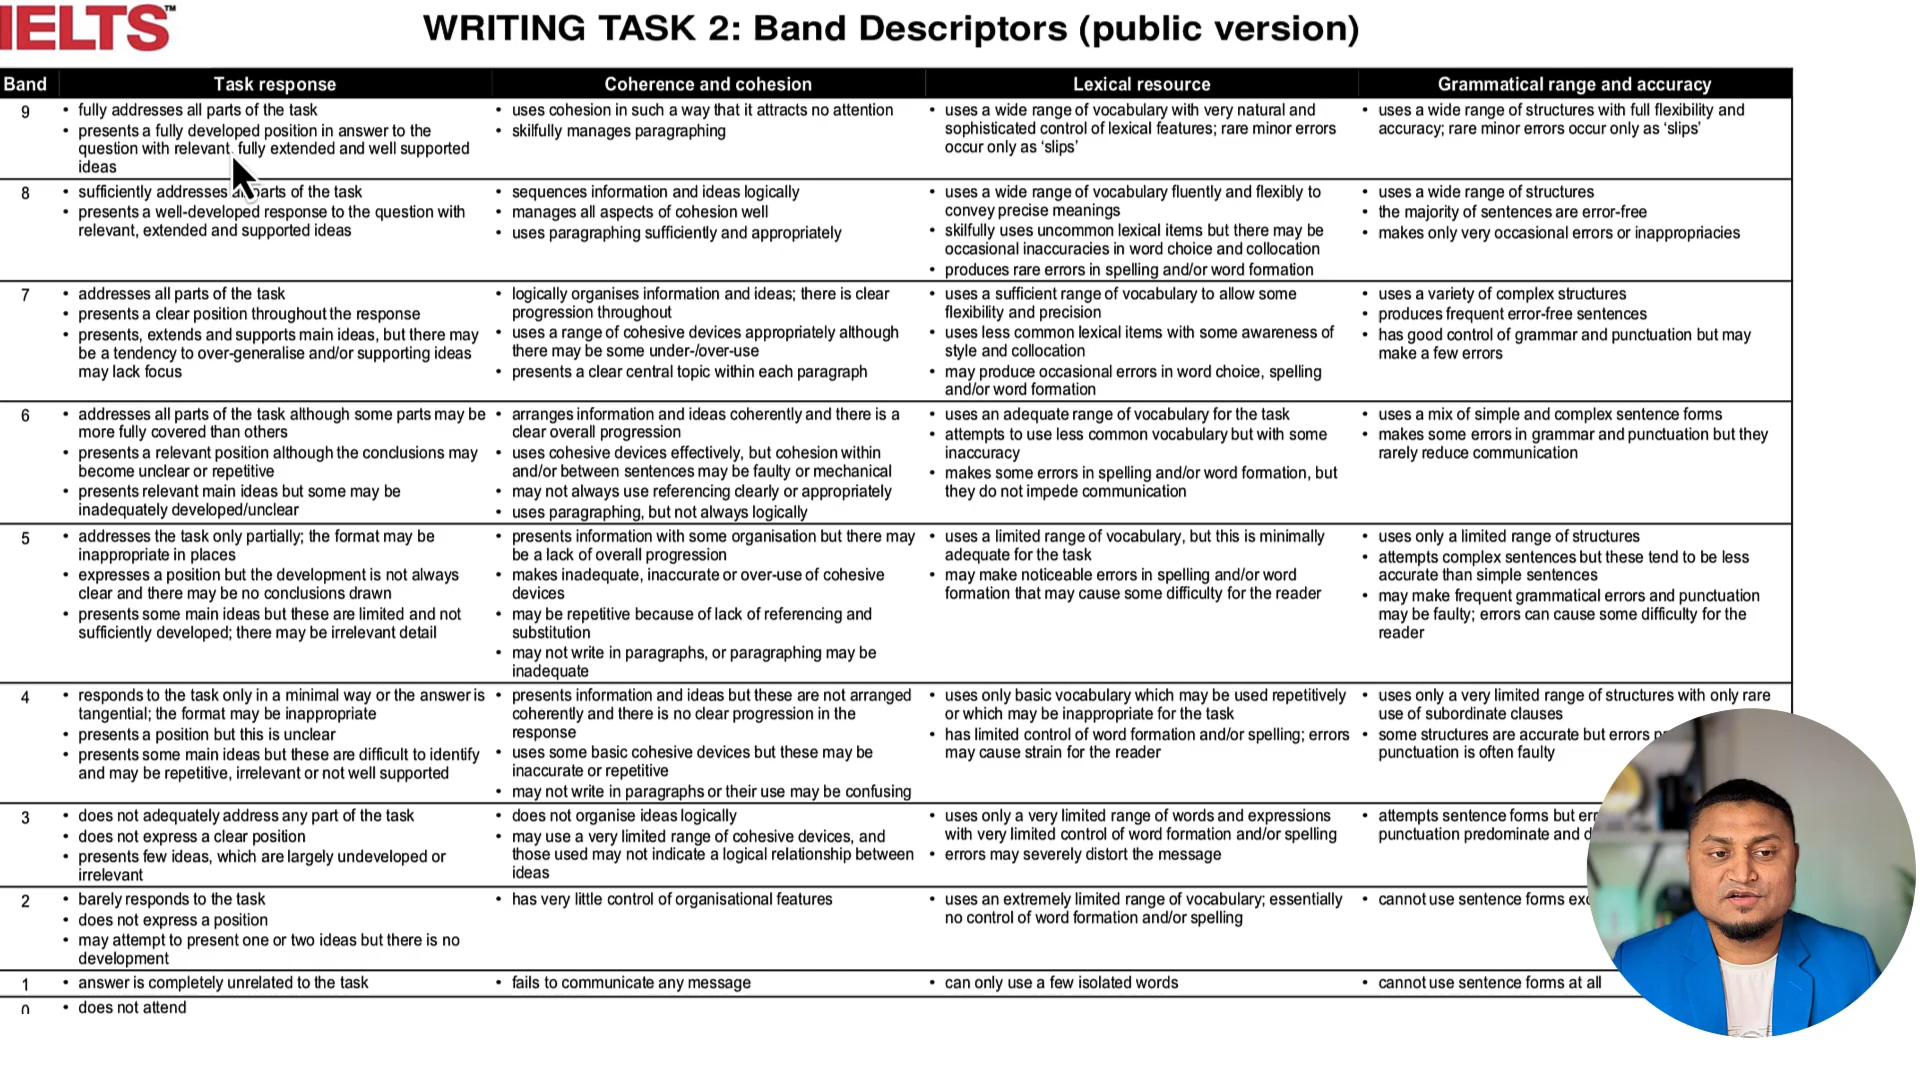 IELTS™
WRITING TASK 2: Band Descriptors (public version)
Band Task response Coherence and cohesion Lexical resource Grammatical range and accuracy
9
• fully addresses all parts of the task
• presents a fully developed position in answer to the
question with relevant, fully extended and well supported
ideas
• uses cohesion in such a way that it attracts no attention
• skilfully manages paragraphing
• uses a wide range of vocabulary with very natural and
sophisticated control of lexical features; rare minor errors
occur only as ‘slips’
• uses a wide range of structures with full flexibility and
accuracy; rare minor errors occur only as ‘slips’
8
• sufficiently addresses all parts of the task
• presents a well-developed response to the question with
relevant, extended and supported ideas
• sequences information and ideas logically
• manages all aspects of cohesion well
• uses paragraphing sufficiently and appropriately
• uses a wide range of vocabulary fluently and flexibly to
convey precise meanings
• skilfully uses uncommon lexical items but there may be
occasional inaccuracies in word choice and collocation
• produces rare errors in spelling and/or word formation
• uses a wide range of structures
• the majority of sentences are error-free
• makes only very occasional errors or inappropriacies
7
• addresses all parts of the task
• presents a clear position throughout the response
• presents, extends and supports main ideas, but there may
be a tendency to over-generalise and/or supporting ideas
may lack focus
• logically organises information and ideas; there is clear
progression throughout
• uses a range of cohesive devices appropriately although
there may be some under-/over-use
• presents a clear central topic within each paragraph
• uses a sufficient range of vocabulary to allow some
flexibility and precision
• uses less common lexical items with some awareness of
style and collocation
• may produce occasional errors in word choice, spelling
and/or word formation
• uses a variety of complex structures
• produces frequent error-free sentences
• has good control of grammar and punctuation but may
make a few errors
6
• addresses all parts of the task although some parts may be
more fully covered than others
• presents a relevant position although the conclusions may
become unclear or repetitive
• presents relevant main ideas but some may be
inadequately developed/unclear
• arranges information and ideas coherently and there is a
clear overall progression
• uses cohesive devices effectively, but cohesion within
and/or between sentences may be faulty or mechanical
• may not always use referencing clearly or appropriately
• uses paragraphing, but not always logically
• uses an adequate range of vocabulary for the task
• attempts to use less common vocabulary but with some
inaccuracy
• makes some errors in spelling and/or word formation, but
they do not impede communication
• uses a mix of simple and complex sentence forms
• makes some errors in grammar and punctuation but they
rarely reduce communication
5
• addresses the task only partially; the format may be
inappropriate in places
• expresses a position but the development is not always
clear and there may be no conclusions drawn
• presents some main ideas but these are limited and not
sufficiently developed; there may be irrelevant detail
• presents information with some organisation but there may
be a lack of overall progression
• makes inadequate, inaccurate or over-use of cohesive
devices
• may be repetitive because of lack of referencing and
substitution
• may not write in paragraphs, or paragraphing may be
inadequate
• uses a limited range of vocabulary, but this is minimally
adequate for the task
• may make noticeable errors in spelling and/or word
formation that may cause some difficulty for the reader
• uses only a limited range of structures
• attempts complex sentences but these tend to be less
accurate than simple sentences
• may make frequent grammatical errors and punctuation
may be faulty; errors can cause some difficulty for the
reader
4
• responds to the task only in a minimal way or the answer is
tangential; the format may be inappropriate
• presents a position but this is unclear
• presents some main ideas but these are difficult to identify
and may be repetitive, irrelevant or not well supported
• presents information and ideas but these are not arranged
coherently and there is no clear progression in the
response
• uses some basic cohesive devices but these may be
inaccurate or repetitive
• may not write in paragraphs or their use may be confusing
• uses only basic vocabulary which may be used repetitively
or which may be inappropriate for the task
• has limited control of word formation and/or spelling; errors
may cause strain for the reader
• uses only a very limited range of structures with only rare
use of subordinate clauses
• some structures are accurate but errors
punctuation is often faulty
3
• does not adequately address any part of the task
• does not express a clear position
• presents few ideas, which are largely undeveloped or
irrelevant
• does not organise ideas logically
• may use a very limited range of cohesive devices, and
those used may not indicate a logical relationship between
ideas
• uses only a very limited range of words and expressions
with very limited control of word formation and/or spelling
• errors may severely distort the message
• attempts sentence forms but
punctuation predominate and
2
• barely responds to the task
• does not express a position
• may attempt to present one or two ideas but there is no
development
• has very little control of organisational features
• uses an extremely limited range of vocabulary; essentially
no control of word formation and/or spelling
• cannot use sentence forms
1
• answer is completely unrelated to the task
• fails to communicate any message
• can only use a few isolated words
• cannot use sentence forms at all
0
• does not attend